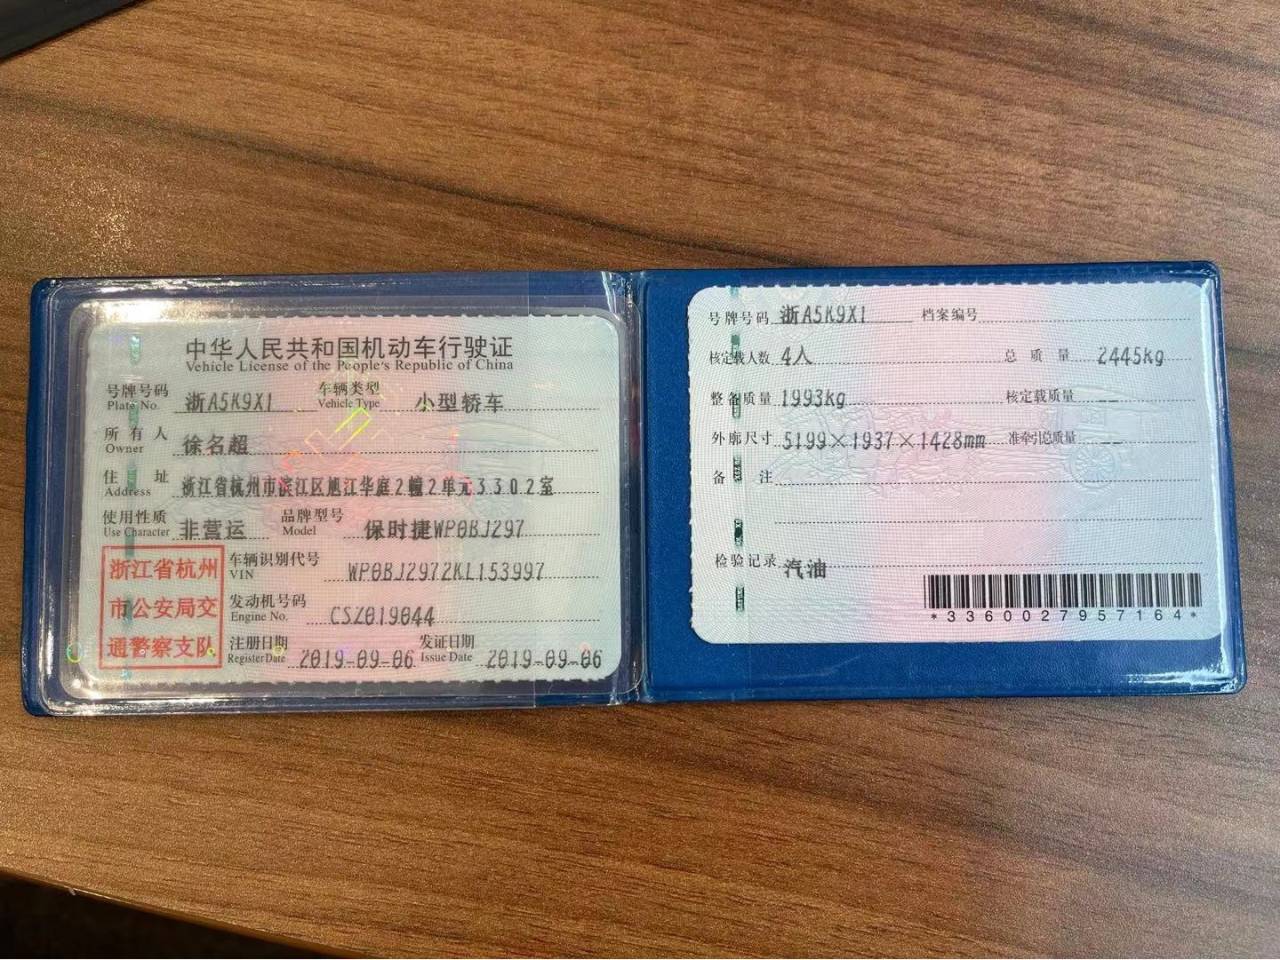 中华人民共和国机动车行驶证
Vehicle License of the People's Republic of China
号牌号码 浙A5K9X1 车辆类型 小型轿车
Plate No. Vehicle Type
所有人 徐名超
Owner
住址 浙江省杭州市滨江区旭江华庭2幢2单元3302室
Address
使用性质 非营运 品牌型号 保时捷WP0BJ297
Use Character Model
浙江省杭州
市公安局交
通警察支队
车辆识别代号 WP0BJ2972KL153997
VIN
发动机号码 CSZ019044
Engine No.
注册日期 2019-09-06 发证日期 2019-09-06
Register Date Issue Date
号牌号码 浙A5K9X1 档案编号
核定载人数 4人 总质量 2445kg
整备质量 1993kg 核定载质量 --
外廓尺寸 5199×1937×1428mm 准牵引总质量 --
备注
检验记录 汽油
*3360027957164*